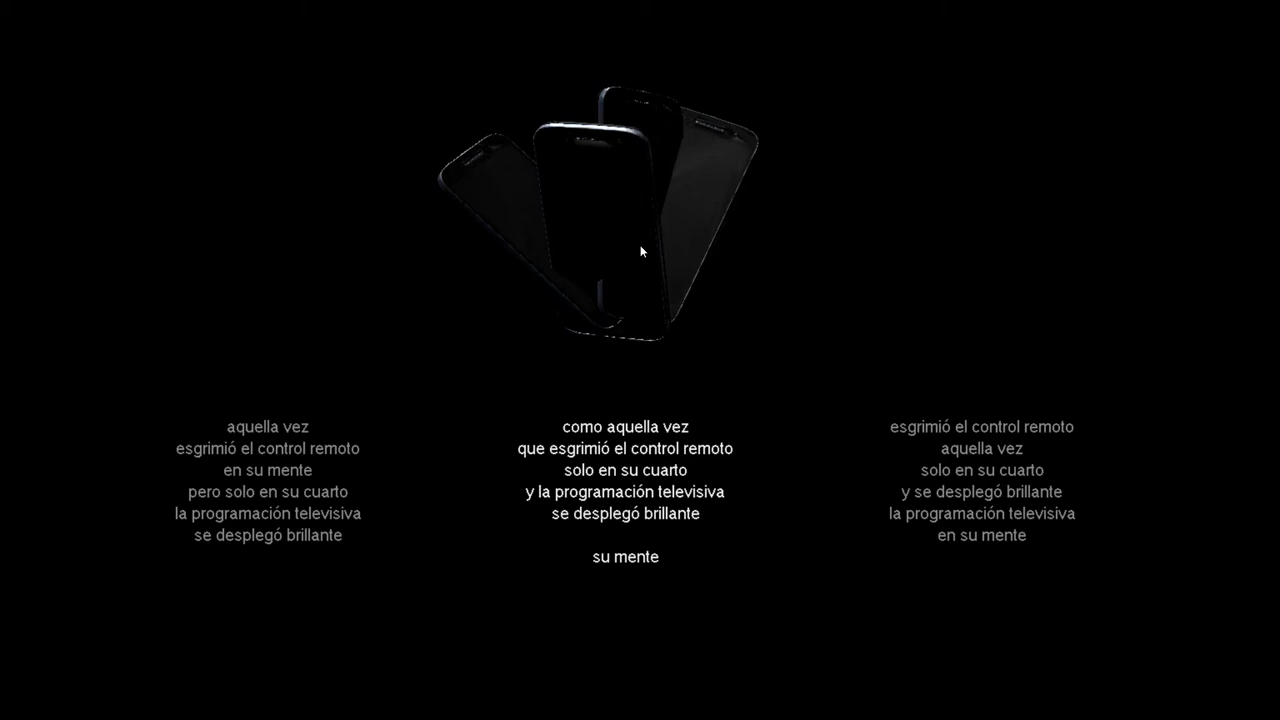 aquella vez
esgrimió el control remoto
en su mente
pero solo en su cuarto
la programación televisiva
se desplegó brillante
como aquella vez
que esgrimió el control remoto
solo en su cuarto
y la programación televisiva
se desplegó brillante
su mente
esgrimió el control remoto
aquella vez
solo en su cuarto
y se desplegó brillante
la programación televisiva
en su mente